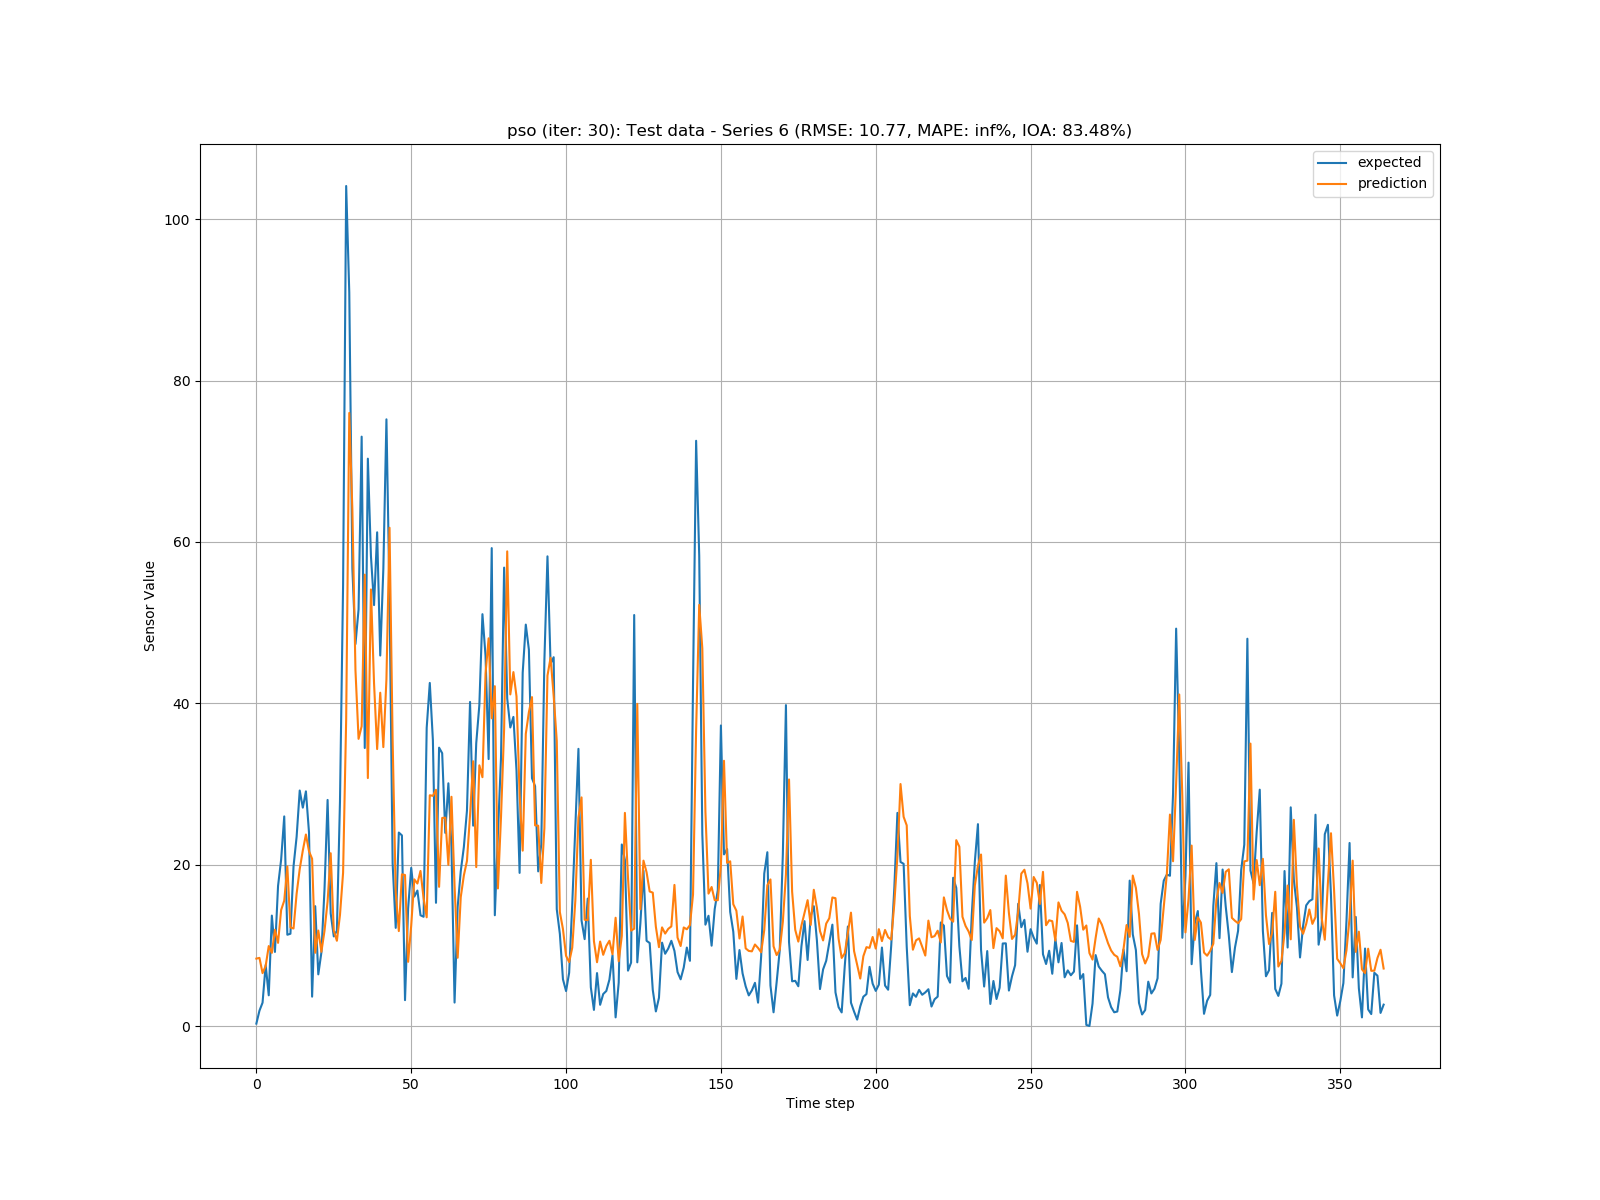 pso (iter: 30): Test data - Series 6 (RMSE: 10.77, MAPE: inf%, IOA: 83.48%)
expected
prediction
100
80
60
40
20
0
Sensor Value
0 50 100 150 200 250 300 350
Time step